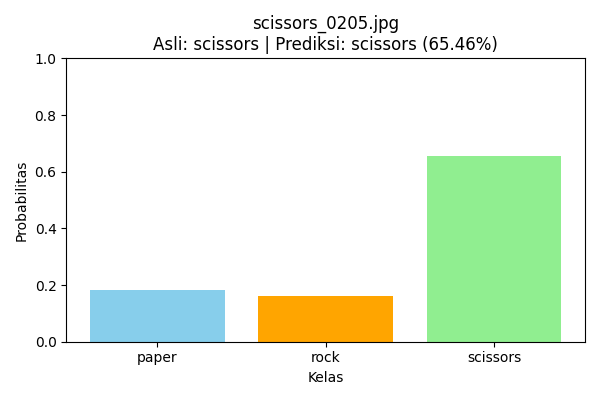 scissors_0205.jpg
Asli: scissors | Prediksi: scissors (65.46%)
1.0
0.8
0.6
0.4
0.2
0.0
Probabilitas
paper rock scissors
Kelas